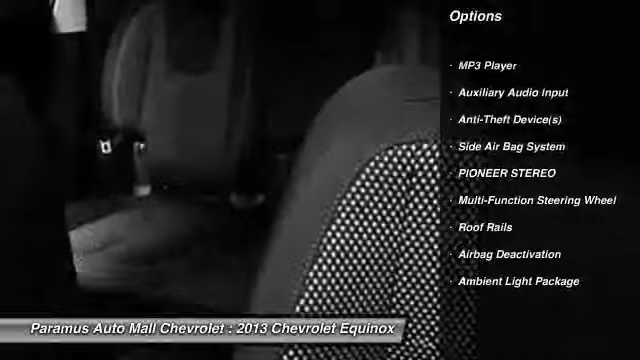 Options
· MP3 Player
· Auxiliary Audio Input
· Anti-Theft Device(s)
· Side Air Bag System
· PIONEER STEREO
· Multi-Function Steering Wheel
· Roof Rails
· Airbag Deactivation
· Ambient Light Package
Paramus Auto Mall Chevrolet : 2013 Chevrolet Equinox